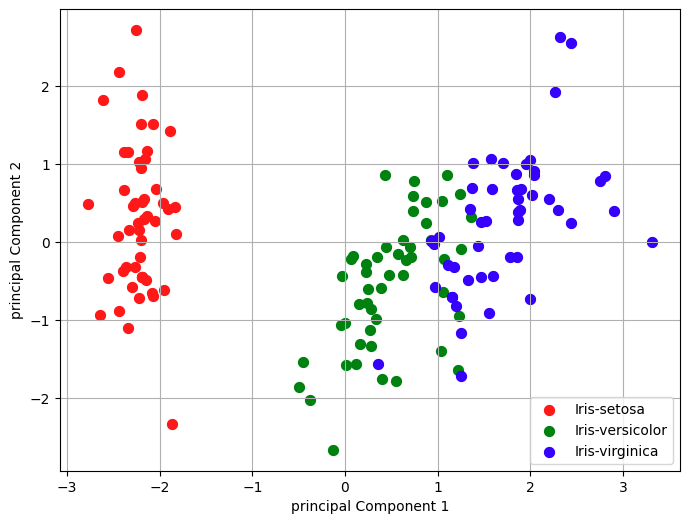 2
1
0
−1
−2
principal Component 2
−3
−2
−1
0
1
2
3
principal Component 1
Iris-setosa
Iris-versicolor
Iris-virginica